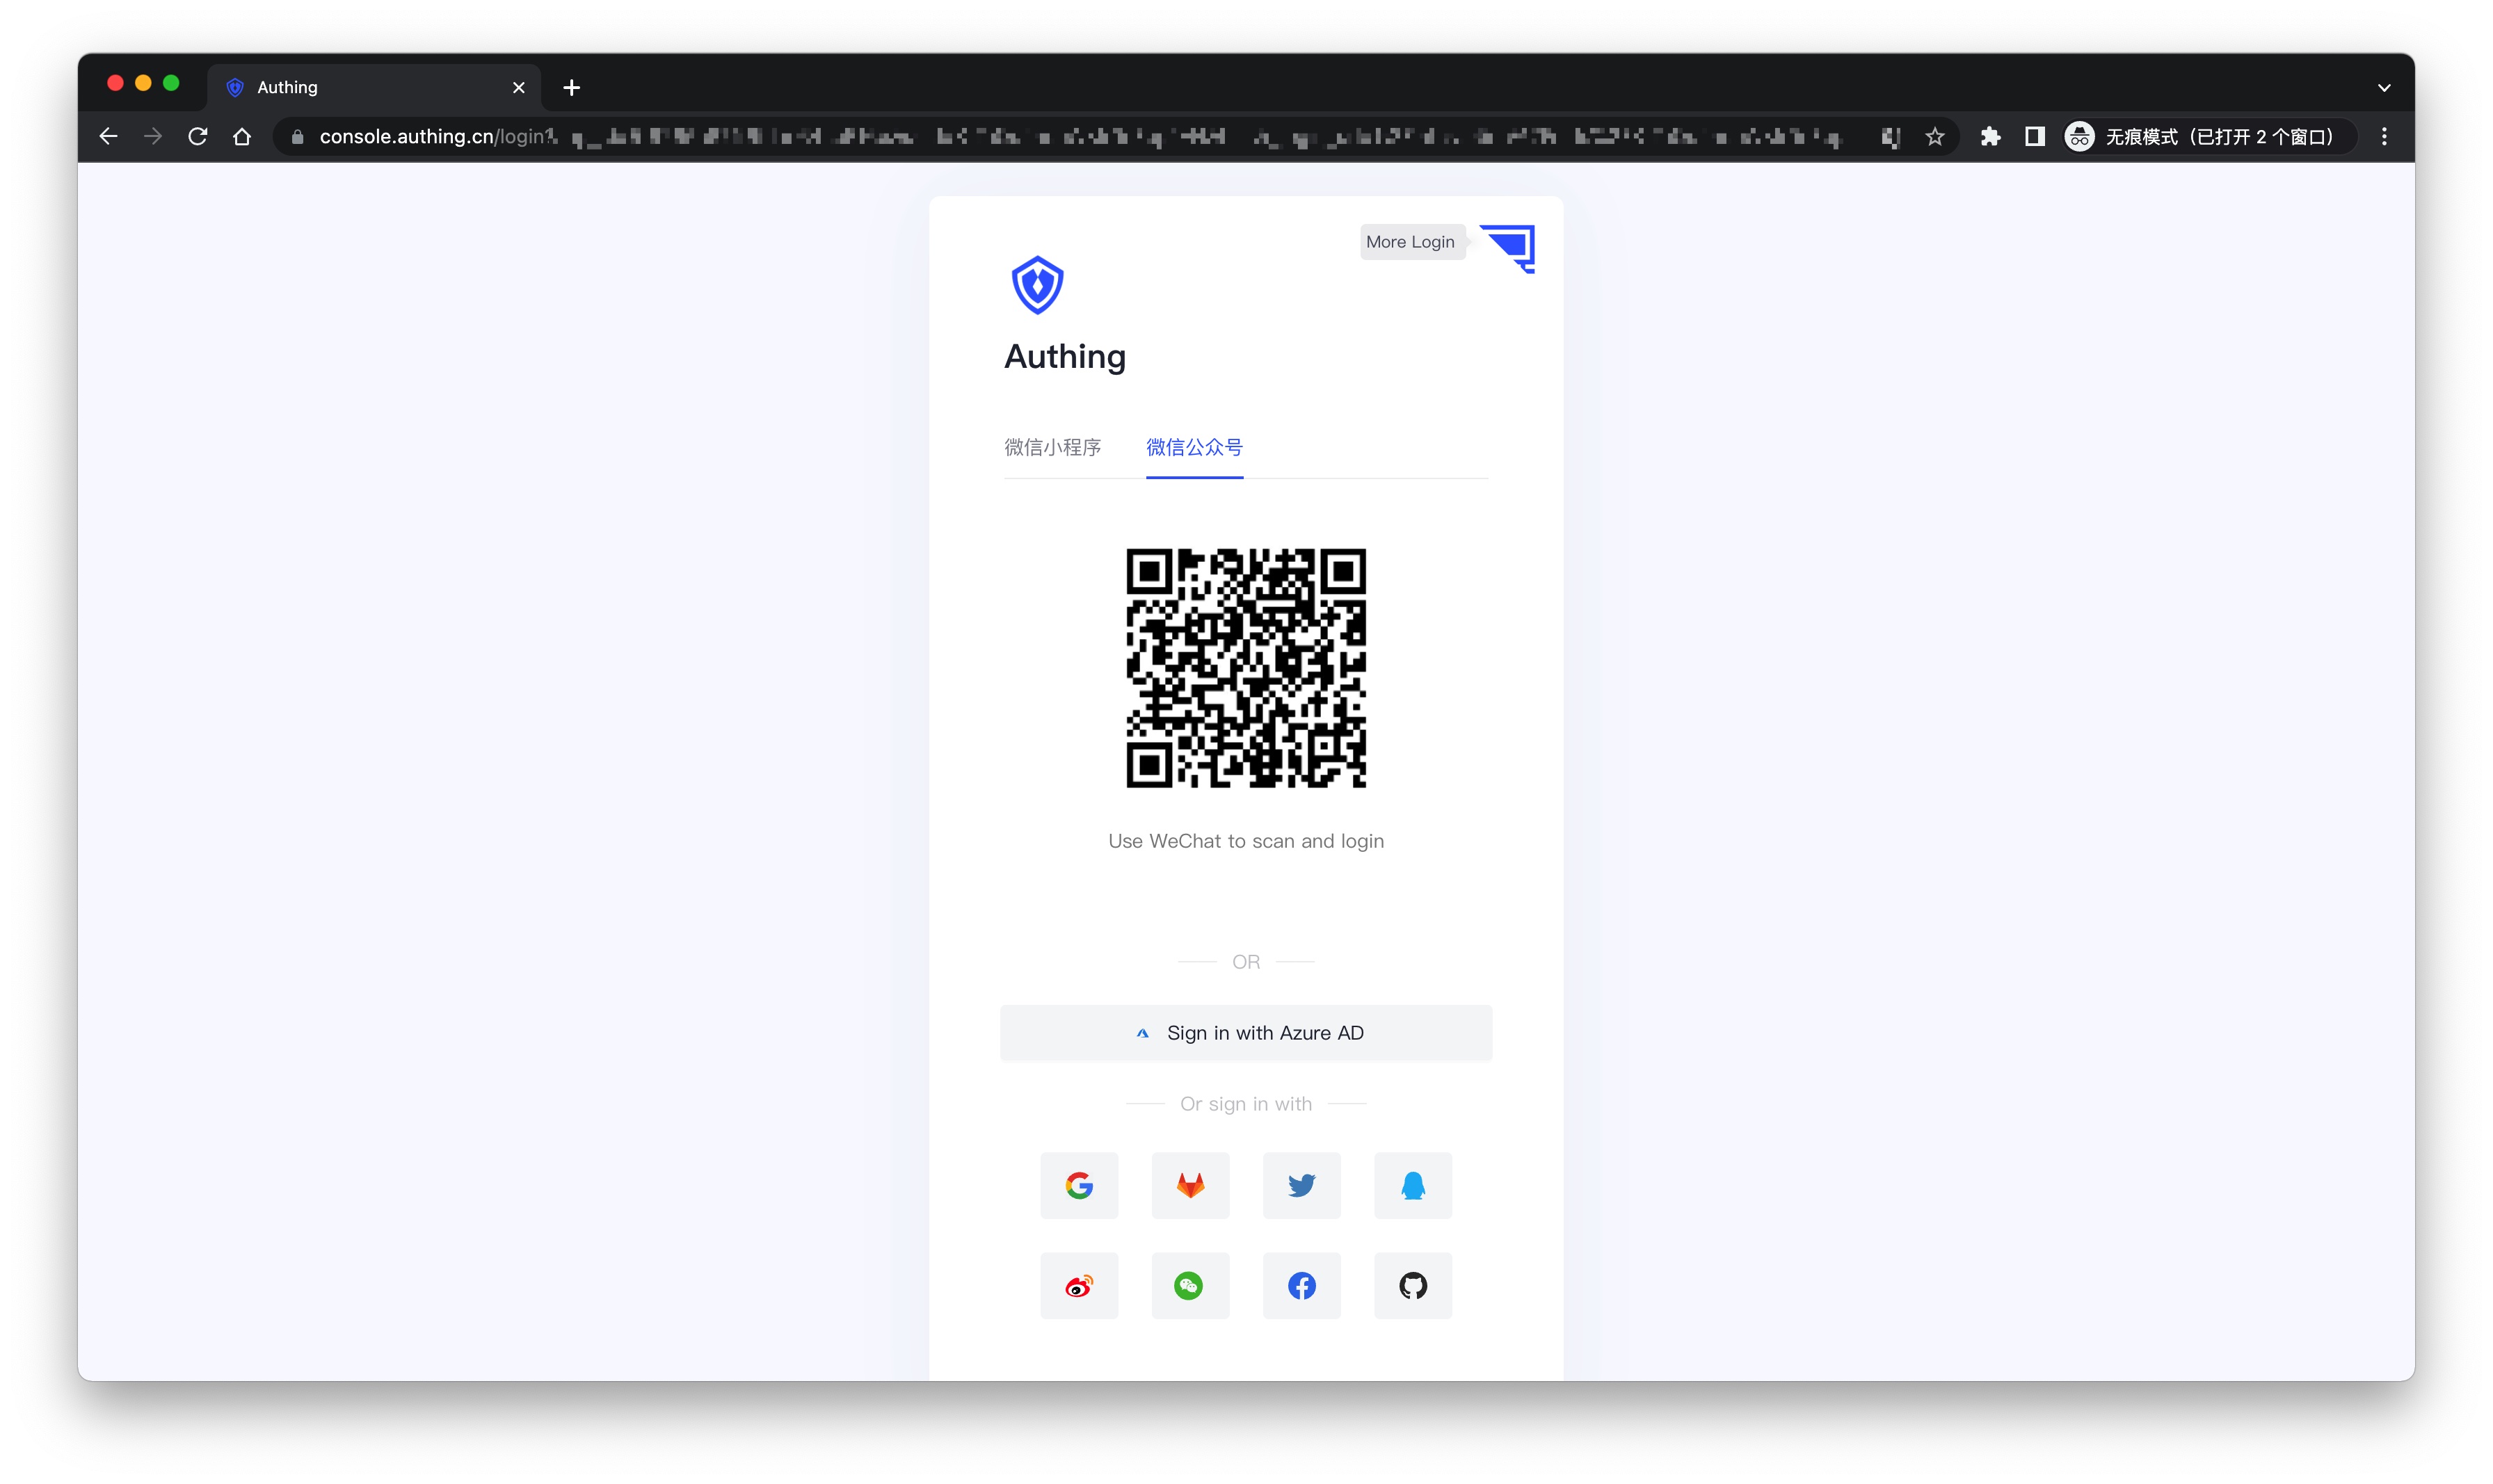 Authing
console.authing.cn/login?
无痕模式（已打开 2 个窗口）
More Login
Authing
微信小程序 微信公众号
Use WeChat to scan and login
OR
Sign in with Azure AD
Or sign in with